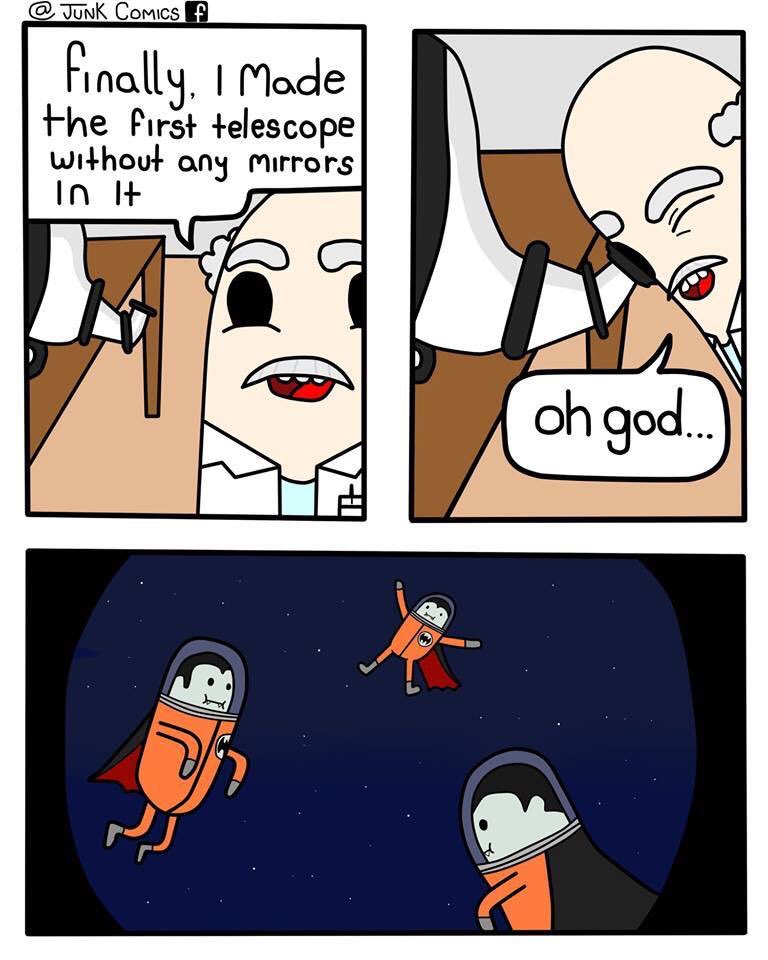 @ Junk Comics f
Finally, I Made
the first telescope
without any mirrors
In It
oh god...